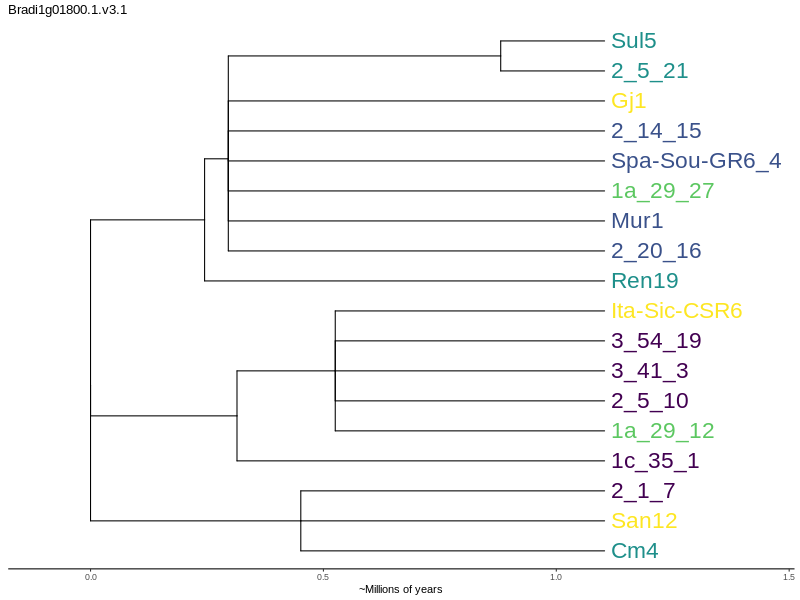 Bradi1g01800.1.v3.1
Sul5
2_5_21
Gj1
2_14_15
Spa-Sou-GR6_4
1a_29_27
Mur1
2_20_16
Ren19
Ita-Sic-CSR6
3_54_19
3_41_3
2_5_10
1a_29_12
1c_35_1
2_1_7
San12
Cm4
0.0 0.5 1.0 1.5
~Millions of years